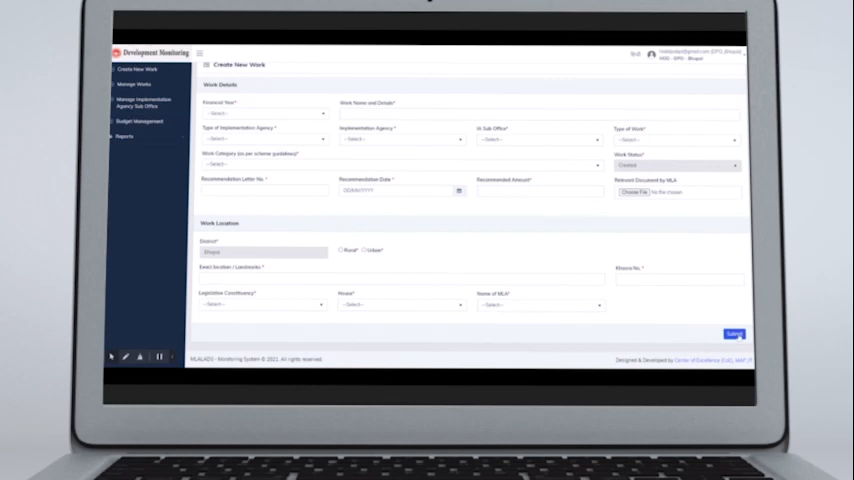 Development Monitoring
हिन्दी
HOD - DPO - Bhopal
Create New Work
Create New Work
Manage Works
Manage Implementation
Agency Sub Office
Budget Management
Reports
Work Details
Financial Year* Work Name and Details*
--Select--
Type of Implementation Agency * Implementation Agency * IA Sub Office* Type of Work*
--Select-- --Select-- --Select-- --Select--
Work Category (as per scheme guidelines)* Work Status*
--Select-- Created
Recommendation Letter No. * Recommendation Date * Recommended Amount* Relevant Document by MLA
DD/MM/YYYY Choose File No file chosen
Work Location
District*
Bhopal Rural* Urban*
Exact location / Landmarks * Khasra No. *
Legislative Constituency* House* Name of MLA*
--Select-- --Select-- --Select--
Submit
MLALADS - Monitoring System © 2021. All rights reserved.
Designed & Developed by Center of Excellence (CoE), MAP_IT